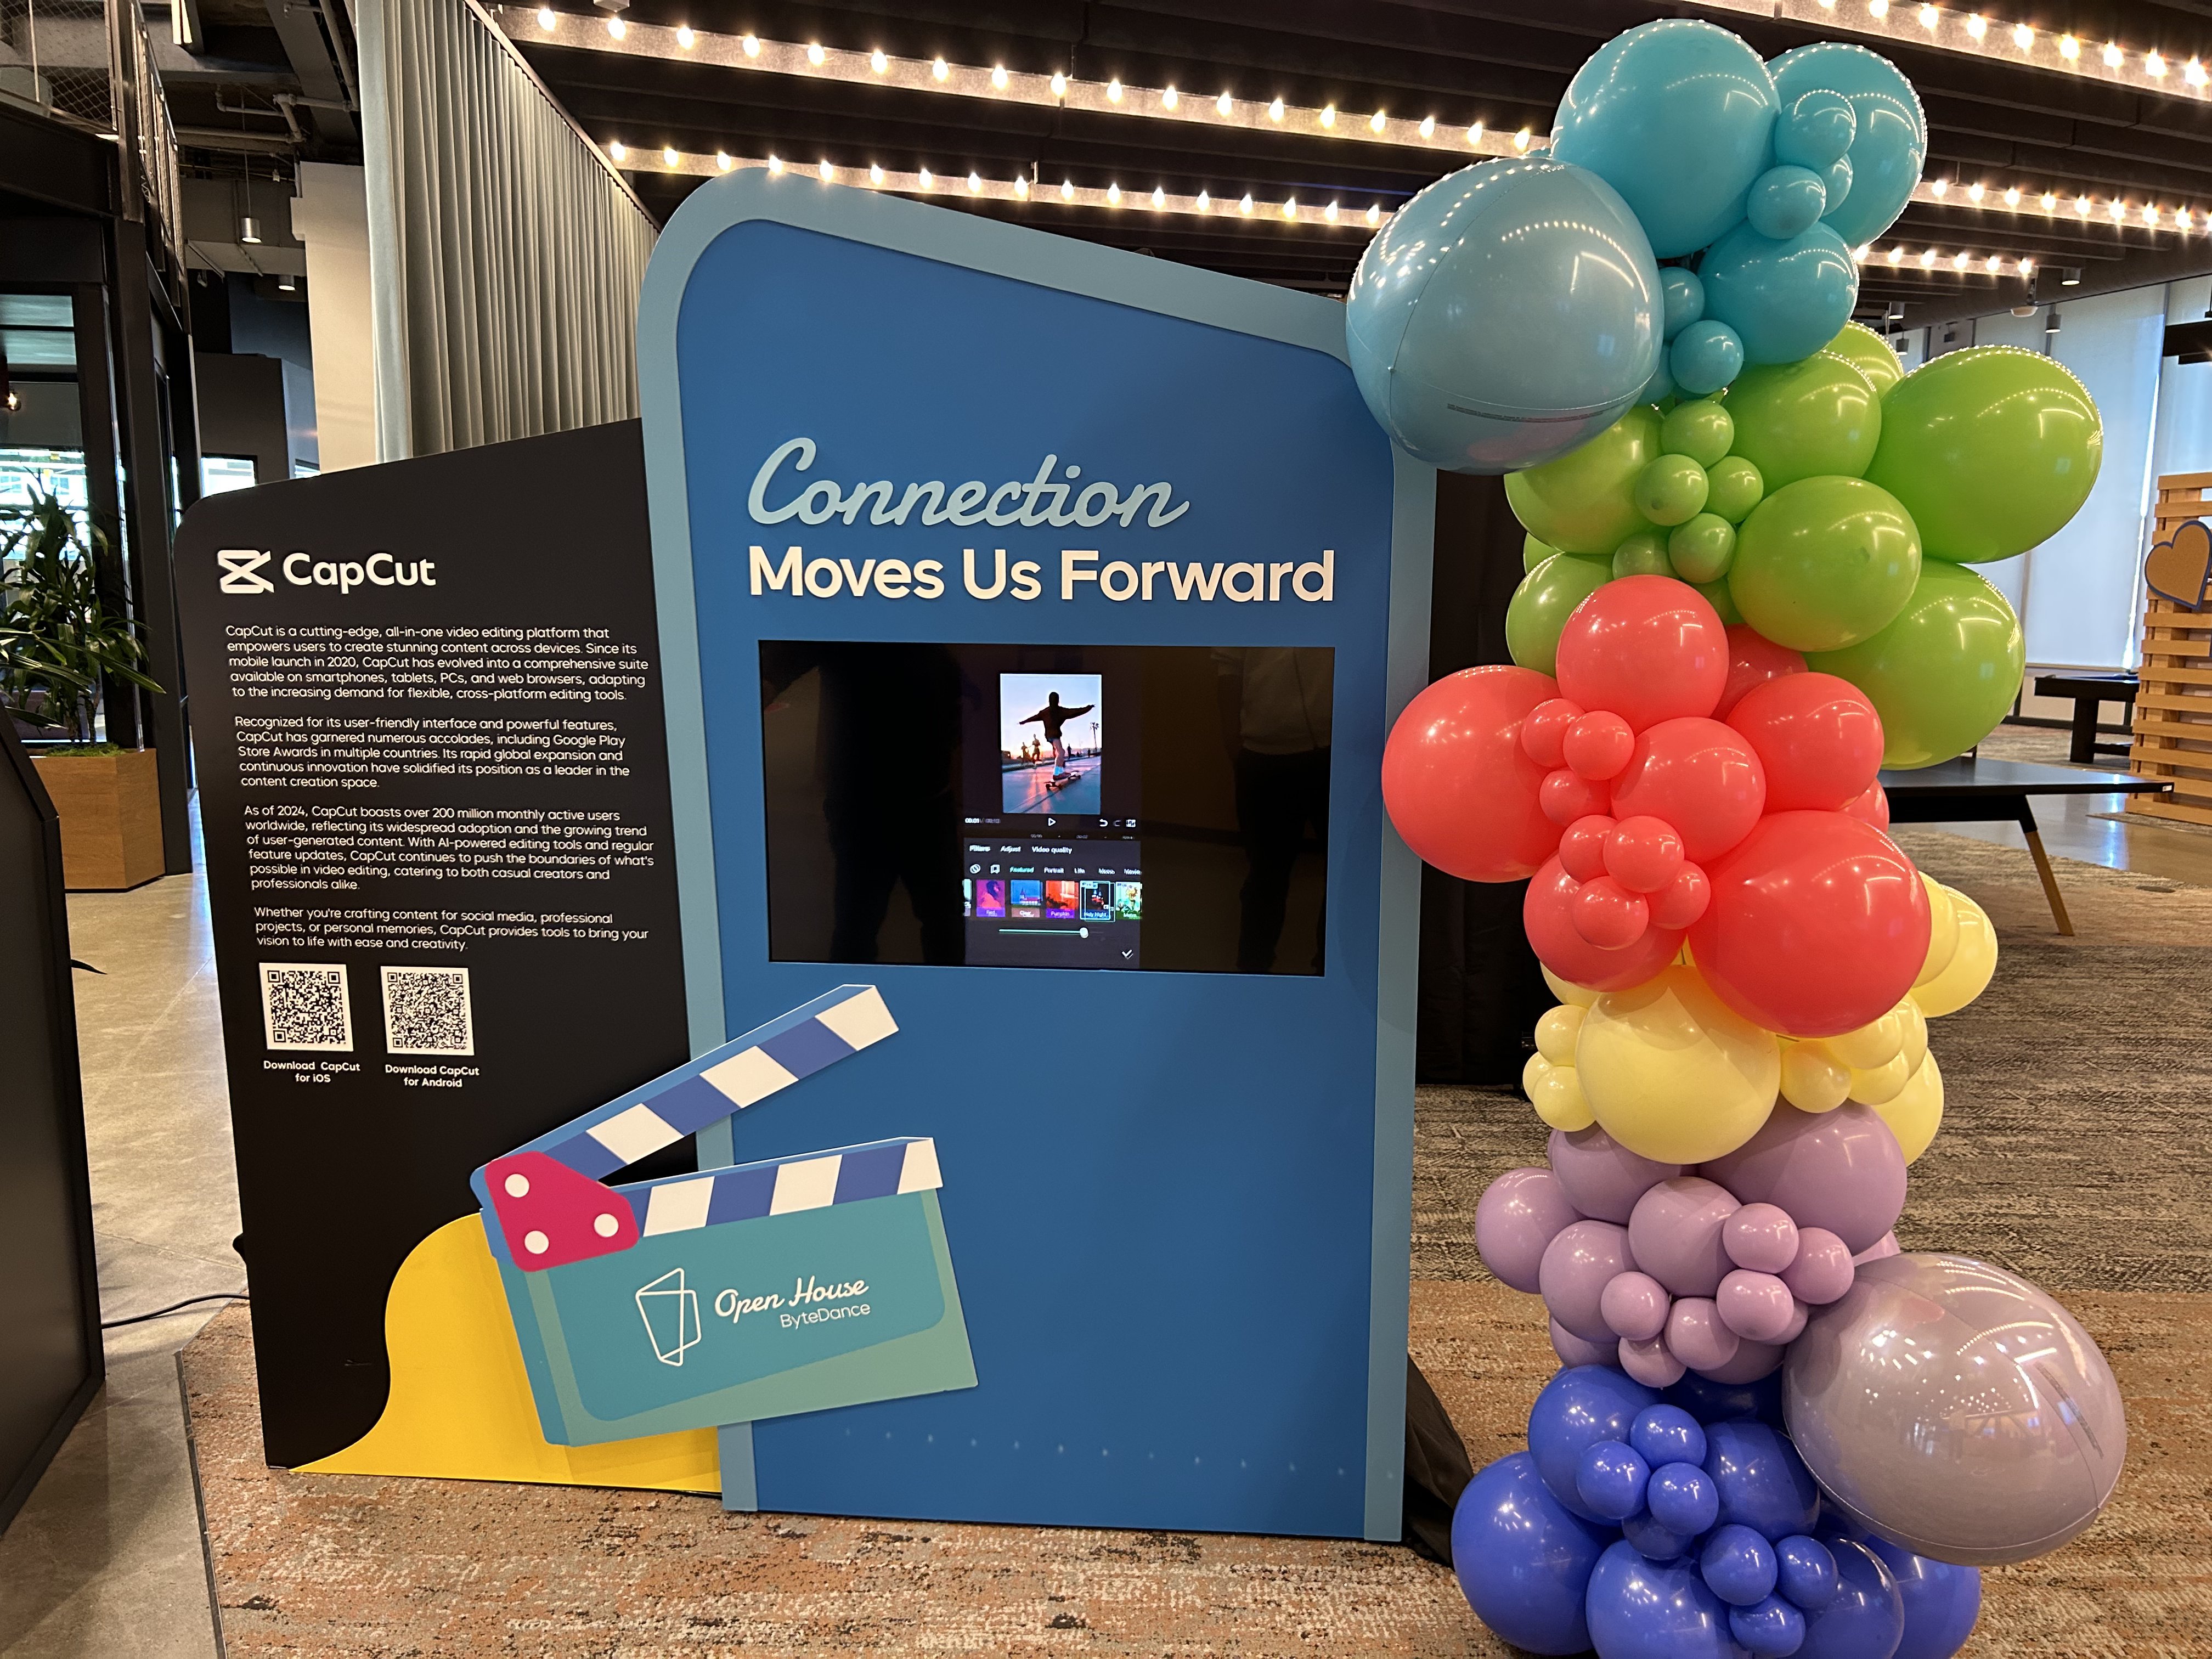 CapCut
CapCut is a cutting-edge, all-in-one video editing platform that
empowers users to create stunning content across devices. Since its
mobile launch in 2020, CapCut has evolved into a comprehensive suite
available on smartphones, tablets, PCs, and web browsers, adapting
to the increasing demand for flexible, cross-platform editing tools.
Recognized for its user-friendly interface and powerful features,
CapCut has garnered numerous accolades, including Google Play
Store Awards in multiple countries. Its rapid global expansion and
continuous innovation have solidified its position as a leader in the
content creation space.
As of 2024, CapCut boasts over 200 million monthly active users
worldwide, reflecting its widespread adoption and the growing trend
of user-generated content. With AI-powered editing tools and regular
feature updates, CapCut continues to push the boundaries of what's
possible in video editing, catering to both casual creators and
professionals alike.
Whether you're crafting content for social media, professional
projects, or personal memories, CapCut provides tools to bring your
vision to life with ease and creativity.
Download CapCut
for iOS
Download CapCut
for Android
Connection
Moves Us Forward
Filters Adjust Video quality
Featured Portrait Life
Open House
ByteDance